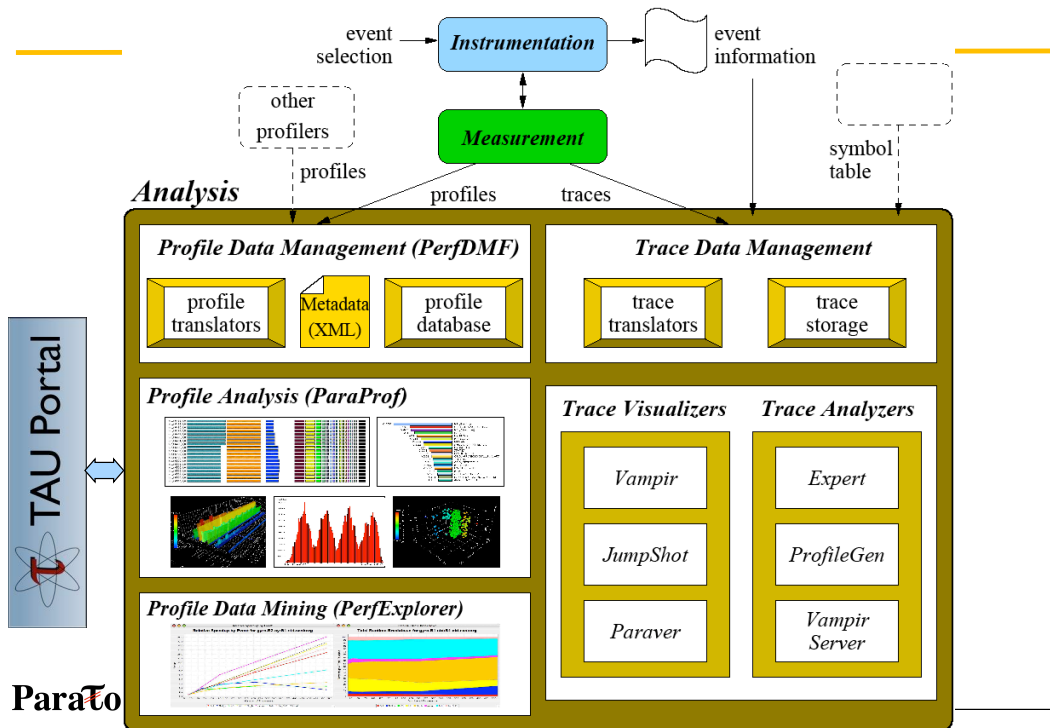 event
selection
Instrumentation
event
information
other
profilers
Measurement
symbol
table
profiles
profiles
traces
Analysis
Profile Data Management (PerfDMF)
profile
translators
Metadata
(XML)
profile
database
Trace Data Management
trace
translators
trace
storage
TAU Portal
Profile Analysis (ParaProf)
Trace Visualizers
Vampir
JumpShot
Paraver
Trace Analyzers
Expert
ProfileGen
Vampir
Server
Profile Data Mining (PerfExplorer)